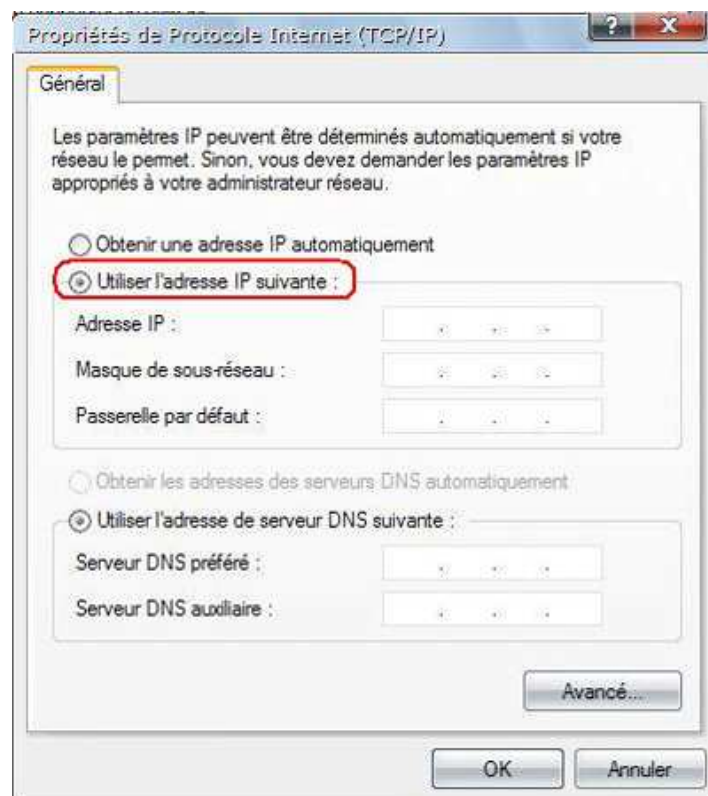 Propriétés de Protocole Internet (TCP/IP)
Général
Les paramètres IP peuvent être déterminés automatiquement si votre
réseau le permet. Sinon, vous devez demander les paramètres IP
appropriés à votre administrateur réseau.
Obtenir une adresse IP automatiquement
Utiliser l'adresse IP suivante :
Adresse IP :
Masque de sous-réseau :
Passerelle par défaut :
Obtenir les adresses des serveurs DNS automatiquement
Utiliser l'adresse de serveur DNS suivante :
Serveur DNS préféré :
Serveur DNS auxiliaire :
Avancé...
OK Annuler